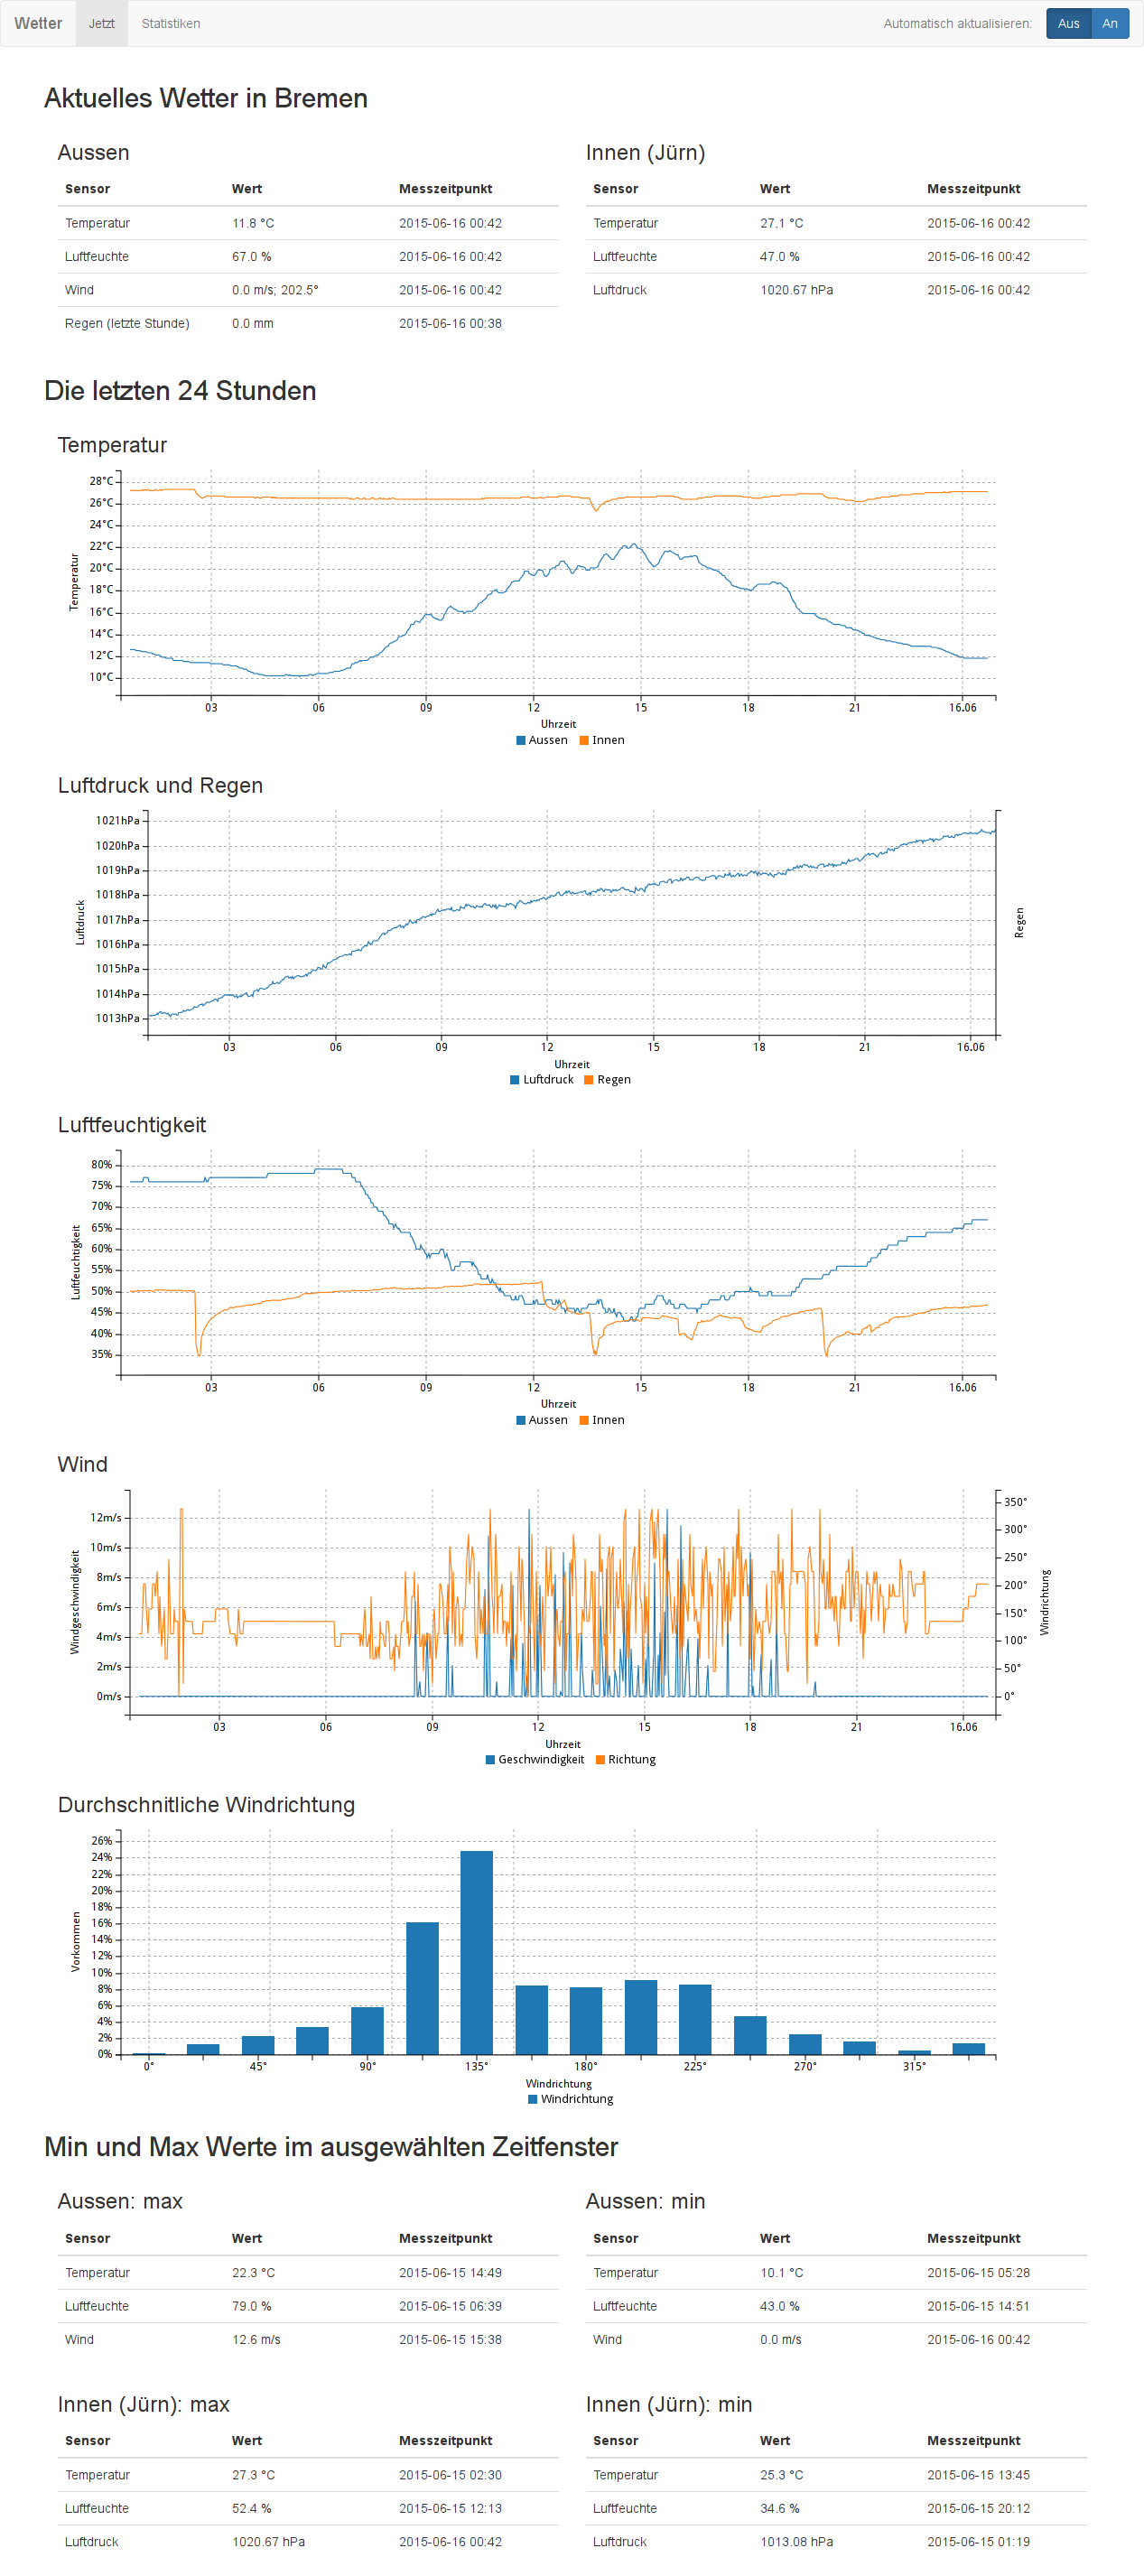 Wetter Jetzt Statistiken Automatisch aktualisieren: Aus An
Aktuelles Wetter in Bremen
Aussen
Sensor Wert Messzeitpunkt
Temperatur 11.8 °C 2015-06-16 00:42
Luftfeuchte 67.0 % 2015-06-16 00:42
Wind 0.0 m/s; 202.5° 2015-06-16 00:42
Regen (letzte Stunde) 0.0 mm 2015-06-16 00:38
Innen (Jürn)
Sensor Wert Messzeitpunkt
Temperatur 27.1 °C 2015-06-16 00:42
Luftfeuchte 47.0 % 2015-06-16 00:42
Luftdruck 1020.67 hPa 2015-06-16 00:42
Die letzten 24 Stunden
Temperatur
28°C
26°C
24°C
22°C
20°C
18°C
16°C
14°C
12°C
10°C
Temperatur
03 06 09 12 15 18 21 16.06
Uhrzeit
Aussen Innen
Luftdruck und Regen
1021hPa
1020hPa
1019hPa
1018hPa
1017hPa
1016hPa
1015hPa
1014hPa
1013hPa
Luftdruck
Regen
03 06 09 12 15 18 21 16.06
Uhrzeit
Luftdruck Regen
Luftfeuchtigkeit
80%
75%
70%
65%
60%
55%
50%
45%
40%
35%
Luftfeuchtigkeit
03 06 09 12 15 18 21 16.06
Uhrzeit
Aussen Innen
Wind
12m/s
10m/s
8m/s
6m/s
4m/s
2m/s
0m/s
Windgeschwindigkeit
350°
300°
250°
200°
150°
100°
50°
0°
Windrichtung
03 06 09 12 15 18 21 16.06
Uhrzeit
Geschwindigkeit Richtung
Durchschnitliche Windrichtung
26%
24%
22%
20%
18%
16%
14%
12%
10%
8%
6%
4%
2%
0%
Vorkommen
0° 45° 90° 135° 180° 225° 270° 315°
Windrichtung
Windrichtung
Min und Max Werte im ausgewählten Zeitfenster
Aussen: max
Sensor Wert Messzeitpunkt
Temperatur 22.3 °C 2015-06-15 14:49
Luftfeuchte 79.0 % 2015-06-15 06:39
Wind 12.6 m/s 2015-06-15 15:38
Aussen: min
Sensor Wert Messzeitpunkt
Temperatur 10.1 °C 2015-06-15 05:28
Luftfeuchte 43.0 % 2015-06-15 14:51
Wind 0.0 m/s 2015-06-16 00:42
Innen (Jürn): max
Sensor Wert Messzeitpunkt
Temperatur 27.3 °C 2015-06-15 02:30
Luftfeuchte 52.4 % 2015-06-15 12:13
Luftdruck 1020.67 hPa 2015-06-16 00:42
Innen (Jürn): min
Sensor Wert Messzeitpunkt
Temperatur 25.3 °C 2015-06-15 13:45
Luftfeuchte 34.6 % 2015-06-15 20:12
Luftdruck 1013.08 hPa 2015-06-15 01:19